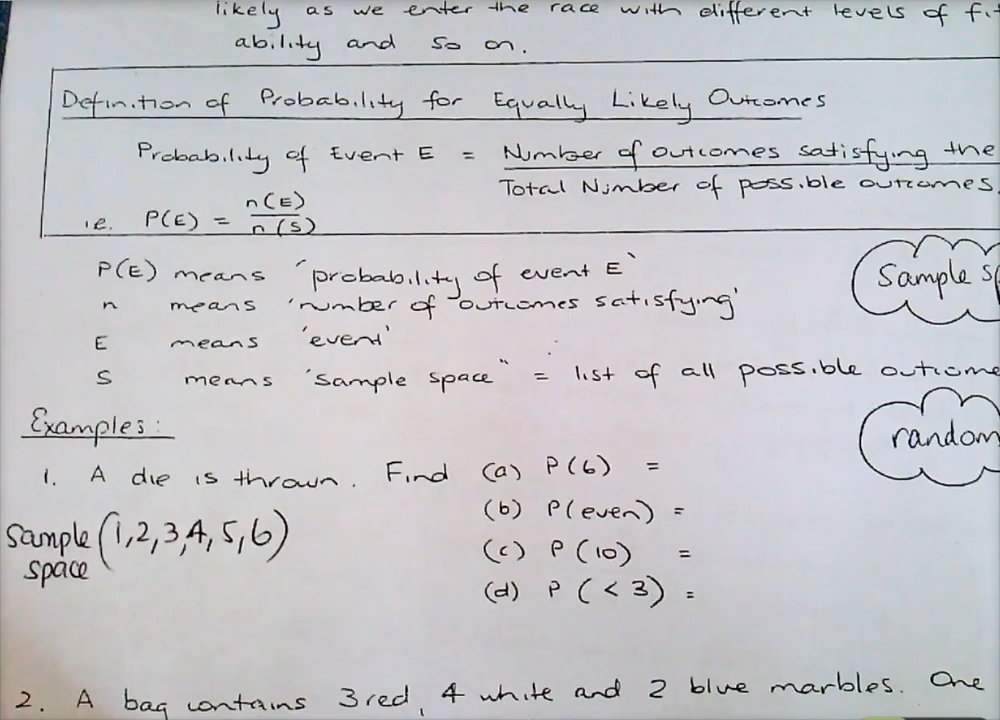 likely as we enter the race with different levels of fit
ability and so on.
Definition of Probability for Equally Likely Outcomes
Probability of Event E = Number of outcomes satisfying the
Total Number of possible outcomes.
i.e. P(E) = n(E)
n(S)
P(E) means 'probability of event E'
n means 'number of outcomes satisfying'
E means 'event'
S means 'sample space" = list of all possible outcome
Sample sp
random
Examples:
1. A die is thrown. Find (a) P(6) =
(b) P(even) =
(c) P(10) =
(d) P(<3) =
Sample (1,2,3,4,5,6)
space
2. A bag contains 3 red, 4 white and 2 blue marbles. One